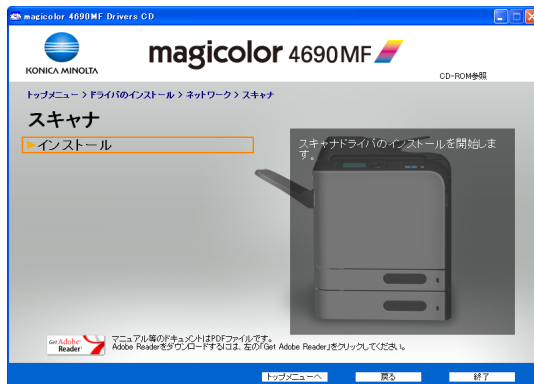 magicolor 4690MF Drivers CD
KONICA MINOLTA
magicolor 4690MF
CD-ROM参照
トップメニュー > ドライバのインストール > ネットワーク > スキャナ
スキャナ
インストール
スキャナドライバのインストールを開始しま
す。
Get Adobe Reader
マニュアル等のドキュメントはPDFファイルです。
Adobe Readerをダウンロードするには、左の「Get Adobe Reader」をクリックしてください。
トップメニューへ
戻る
終了